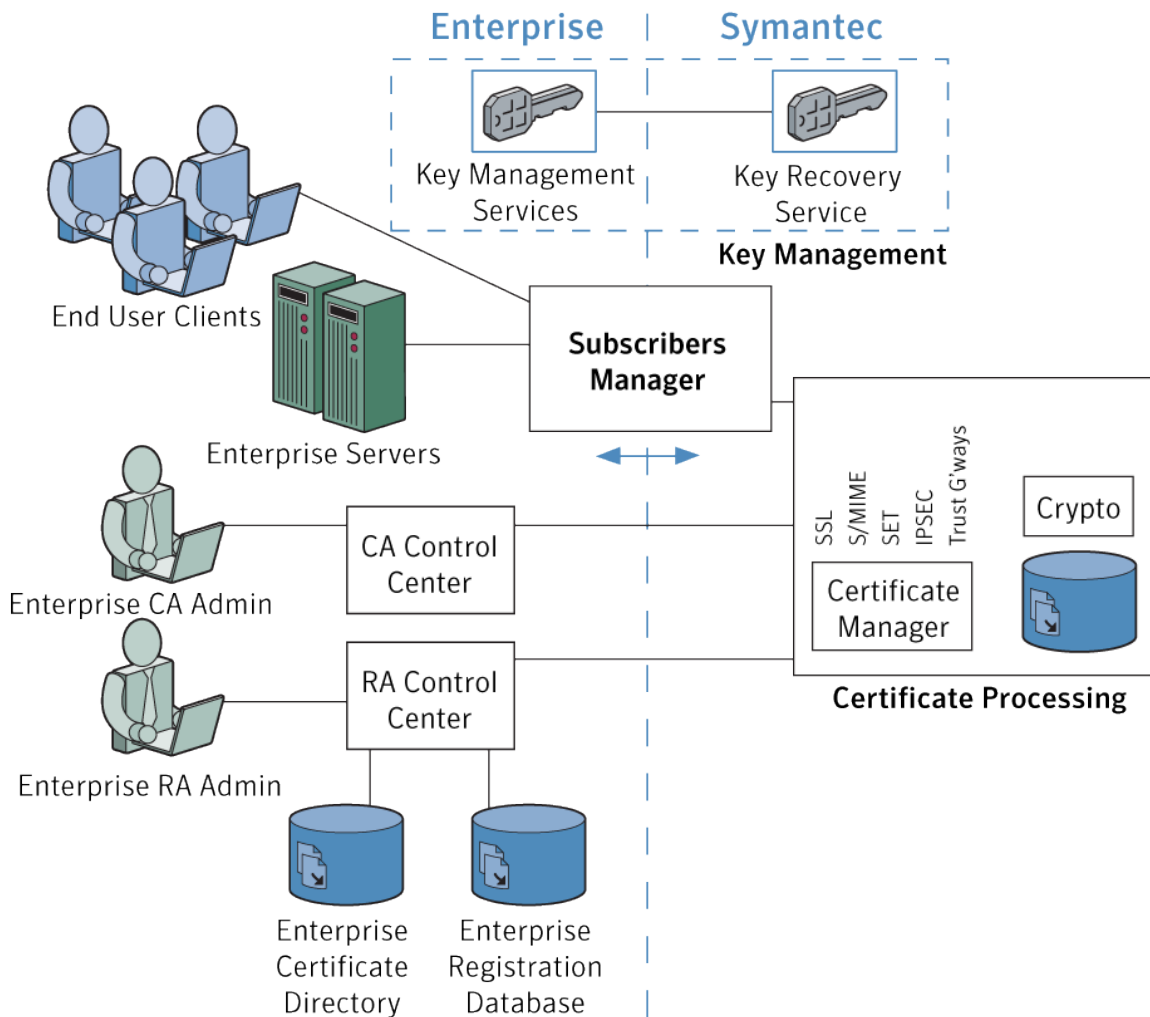 Enterprise
Symantec
Key Management
Services
Key Recovery
Service
Key Management
End User Clients
Subscribers
Manager
Enterprise Servers
SSL
S/MIME
SET
IPSEC
Trust G'ways
Crypto
Certificate
Manager
Certificate Processing
CA Control
Center
Enterprise CA Admin
RA Control
Center
Enterprise RA Admin
Enterprise
Certificate
Directory
Enterprise
Registration
Database